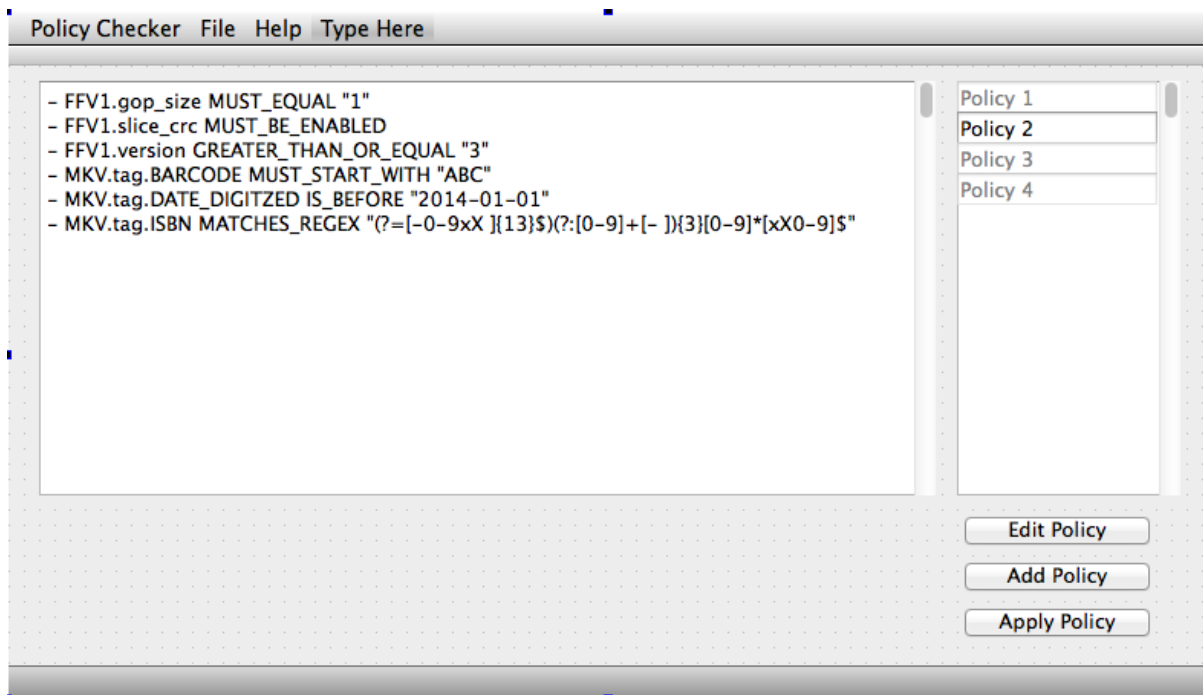 Policy Checker File Help Type Here
– FFV1.gop_size MUST_EQUAL "1"
– FFV1.slice_crc MUST_BE_ENABLED
– FFV1.version GREATER_THAN_OR_EQUAL "3"
– MKV.tag.BARCODE MUST_START_WITH "ABC"
– MKV.tag.DATE_DIGITZED IS_BEFORE "2014-01-01"
– MKV.tag.ISBN MATCHES_REGEX "(?=[-0-9xX ]{13}$)(?:[0-9]+[- ]){3}[0-9]*[xX0-9]$"
Policy 1
Policy 2
Policy 3
Policy 4
Edit Policy
Add Policy
Apply Policy